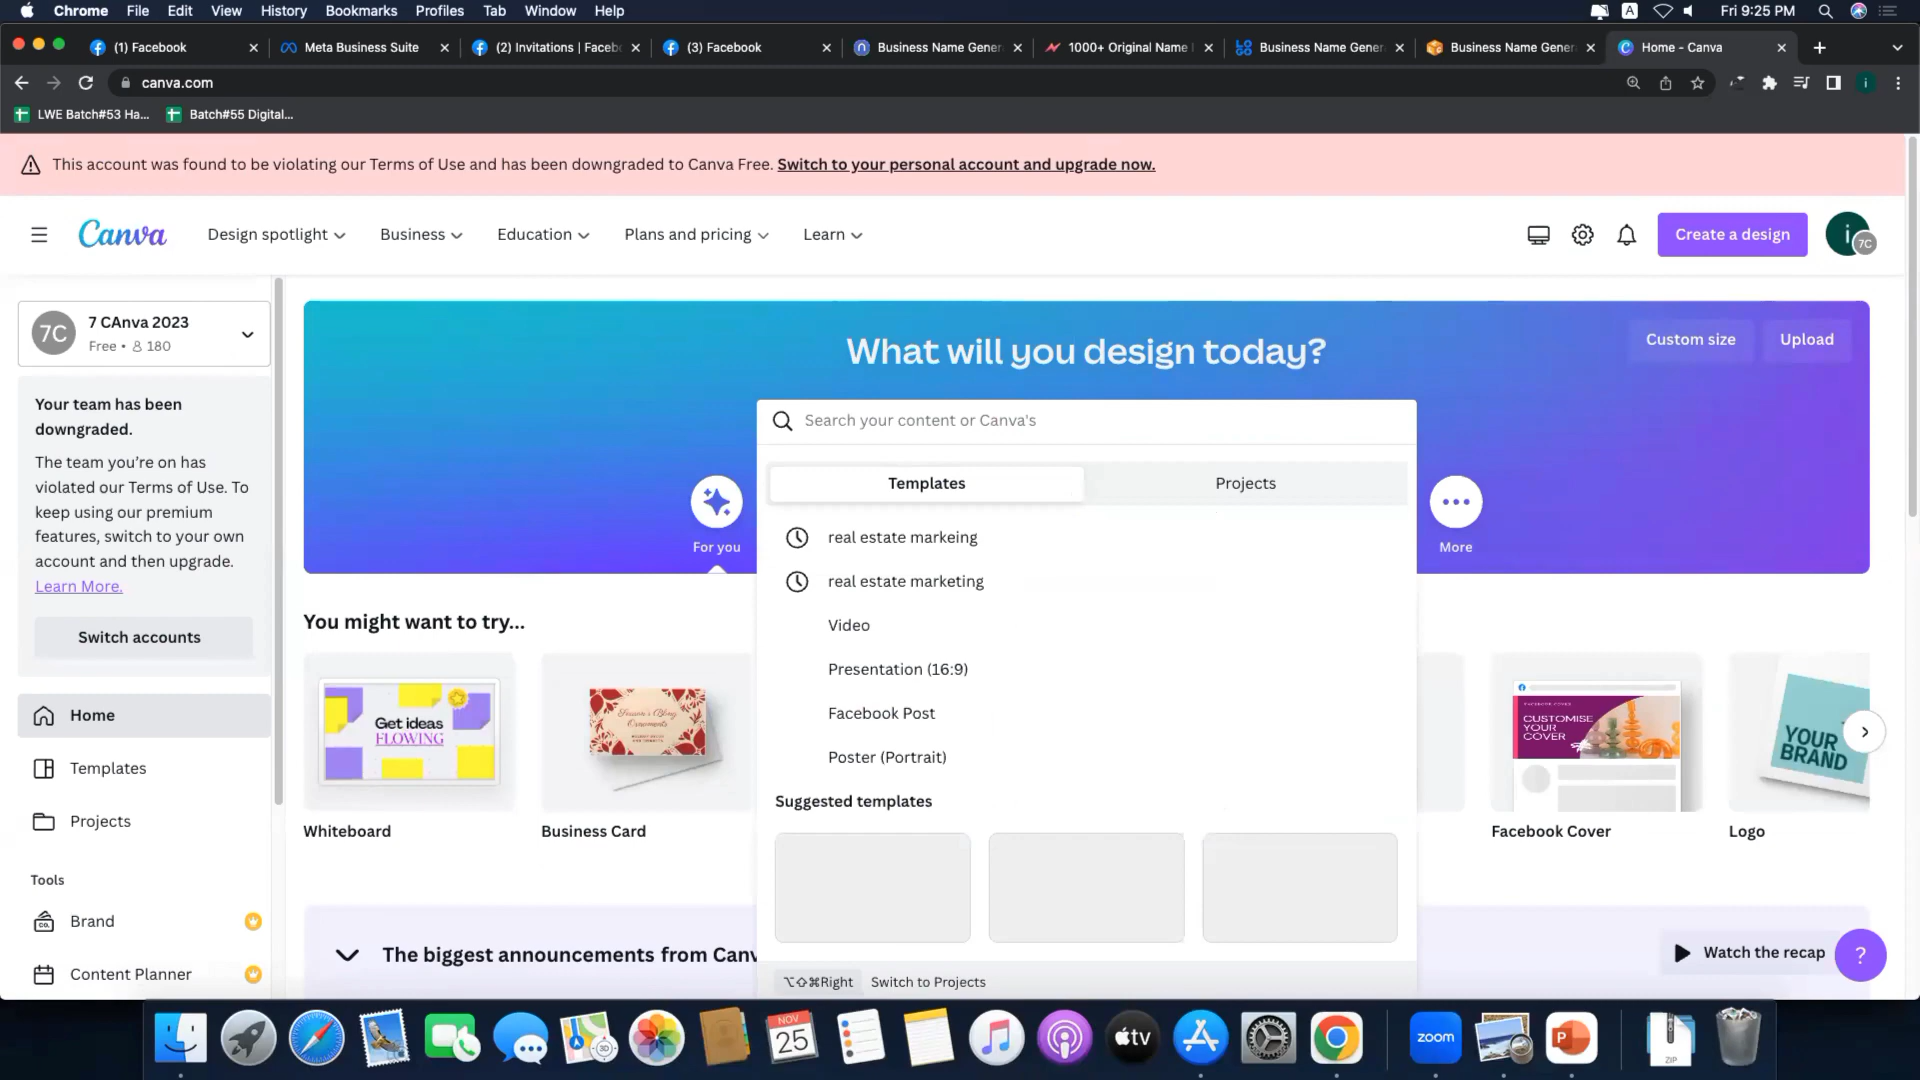 Chrome File Edit View History Bookmarks Profiles Tab Window Help
A
Fri 9:25 PM
(1) Facebook
Meta Business Suite
(2) Invitations | Facebo
(3) Facebook
Business Name Gener
1000+ Original Name
Business Name Gener
Business Name Gener
Home - Canva
canva.com
LWE Batch#53 Ha...
Batch#55 Digital...
This account was found to be violating our Terms of Use and has been downgraded to Canva Free. Switch to your personal account and upgrade now.
Canva
Design spotlight
Business
Education
Plans and pricing
Learn
Create a design
i
7C
7C
7 CAnva 2023
Free • 180
Your team has been
downgraded.
The team you're on has
violated our Terms of Use. To
keep using our premium
features, switch to your own
account and then upgrade.
Learn More.
Switch accounts
Home
Templates
Projects
Tools
Brand
Content Planner
What will you design today?
Custom size
Upload
Search your content or Canva's
Templates
Projects
For you
More
real estate markeing
real estate marketing
Video
Presentation (16:9)
Facebook Post
Poster (Portrait)
Suggested templates
⌥⇧⌘Right Switch to Projects
You might want to try...
Get ideas
FLOWING
Whiteboard
Business Card
CUSTOMISE
YOUR
COVER
Facebook Cover
YOUR
BRAND
Logo
The biggest announcements from Canv
Watch the recap
?
NOV
25
3D
tv
zoom
P
ZIP